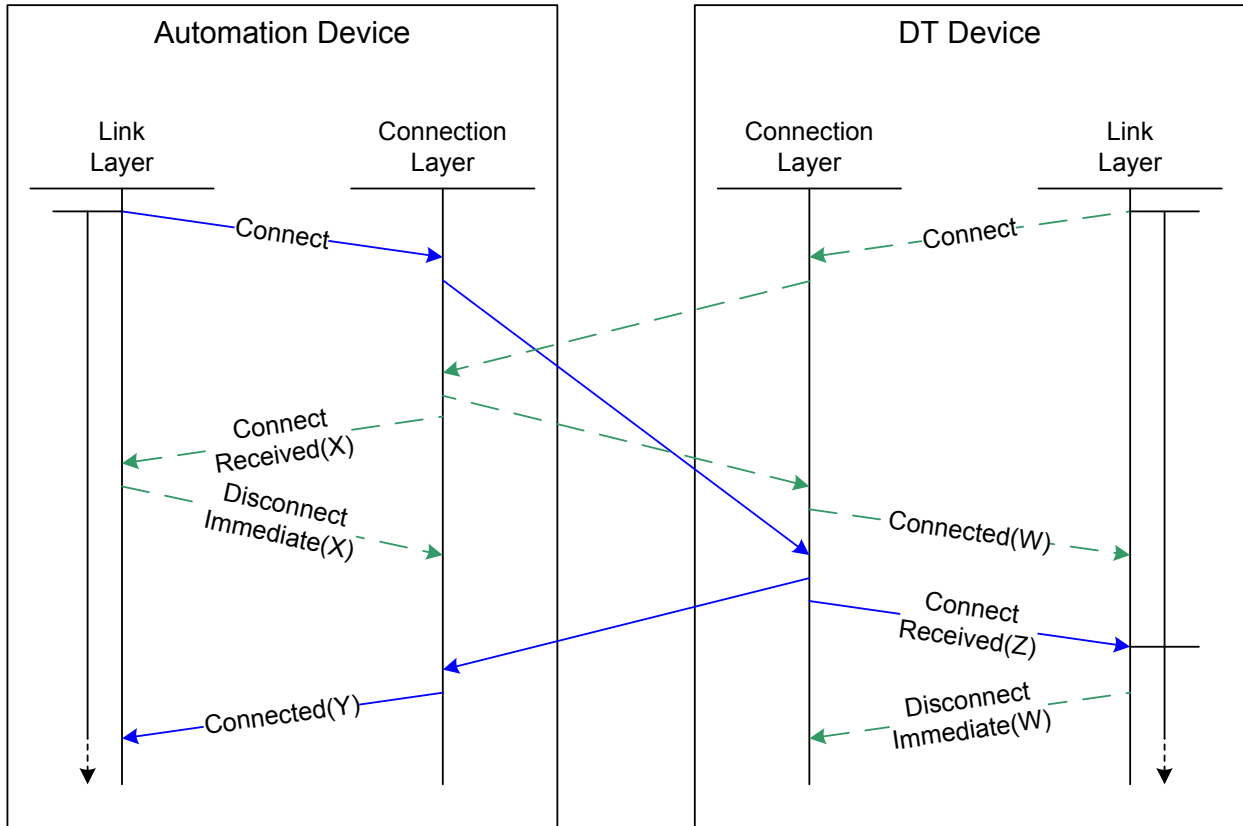 Automation Device
DT Device
Link
Layer
Connection
Layer
Connection
Layer
Link
Layer
Connect
Connect
Connect
Received(X)
Disconnect
Immediate(X)
Connected(W)
Connect
Received(Z)
Connected(Y)
Disconnect
Immediate(W)